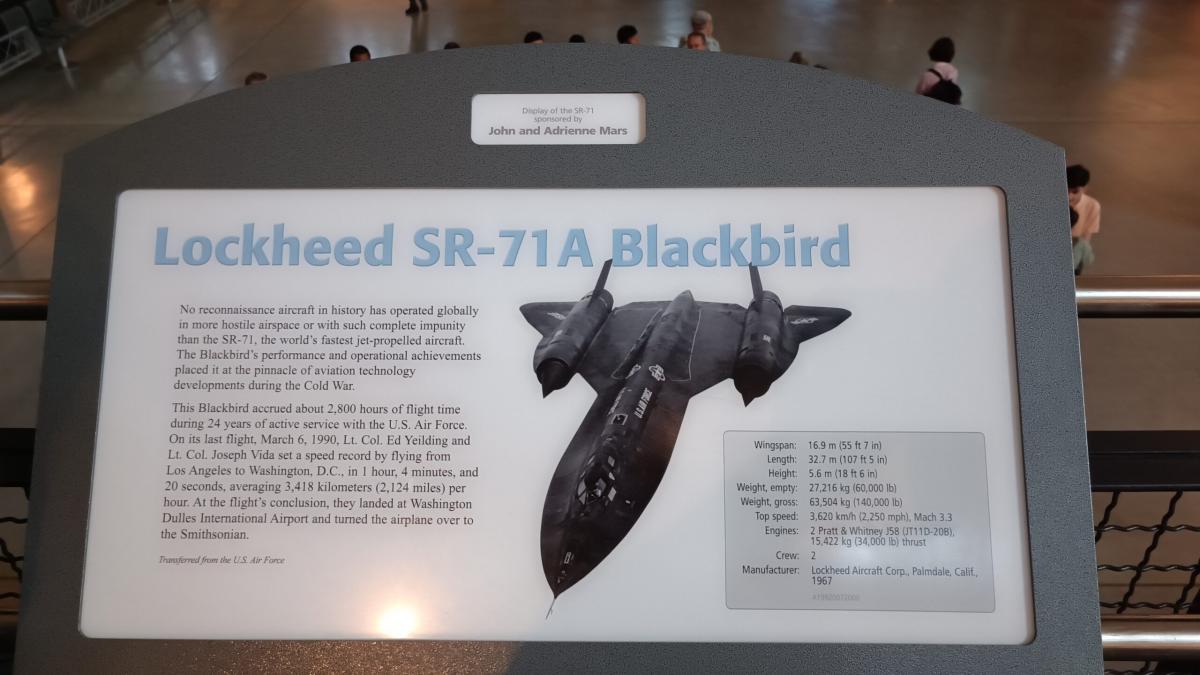 Display of the SR-71
sponsored by
John and Adrienne Mars
Lockheed SR-71A Blackbird
No reconnaissance aircraft in history has operated globally
in more hostile airspace or with such complete impunity
than the SR-71, the world's fastest jet-propelled aircraft.
The Blackbird's performance and operational achievements
placed it at the pinnacle of aviation technology
developments during the Cold War.
This Blackbird accrued about 2,800 hours of flight time
during 24 years of active service with the U.S. Air Force.
On its last flight, March 6, 1990, Lt. Col. Ed Yeilding and
Lt. Col. Joseph Vida set a speed record by flying from
Los Angeles to Washington, D.C., in 1 hour, 4 minutes, and
20 seconds, averaging 3,418 kilometers (2,124 miles) per
hour. At the flight's conclusion, they landed at Washington
Dulles International Airport and turned the airplane over to
the Smithsonian.
Transferred from the U.S. Air Force
U.S. AIR FORCE
Wingspan: 16.9 m (55 ft 7 in)
Length: 32.7 m (107 ft 5 in)
Height: 5.6 m (18 ft 6 in)
Weight, empty: 27,216 kg (60,000 lb)
Weight, gross: 63,504 kg (140,000 lb)
Top speed: 3,620 km/h (2,250 mph), Mach 3.3
Engines: 2 Pratt & Whitney J58 (JT11D-20B),
15,422 kg (34,000 lb) thrust
Crew: 2
Manufacturer: Lockheed Aircraft Corp., Palmdale, Calif.,
1967